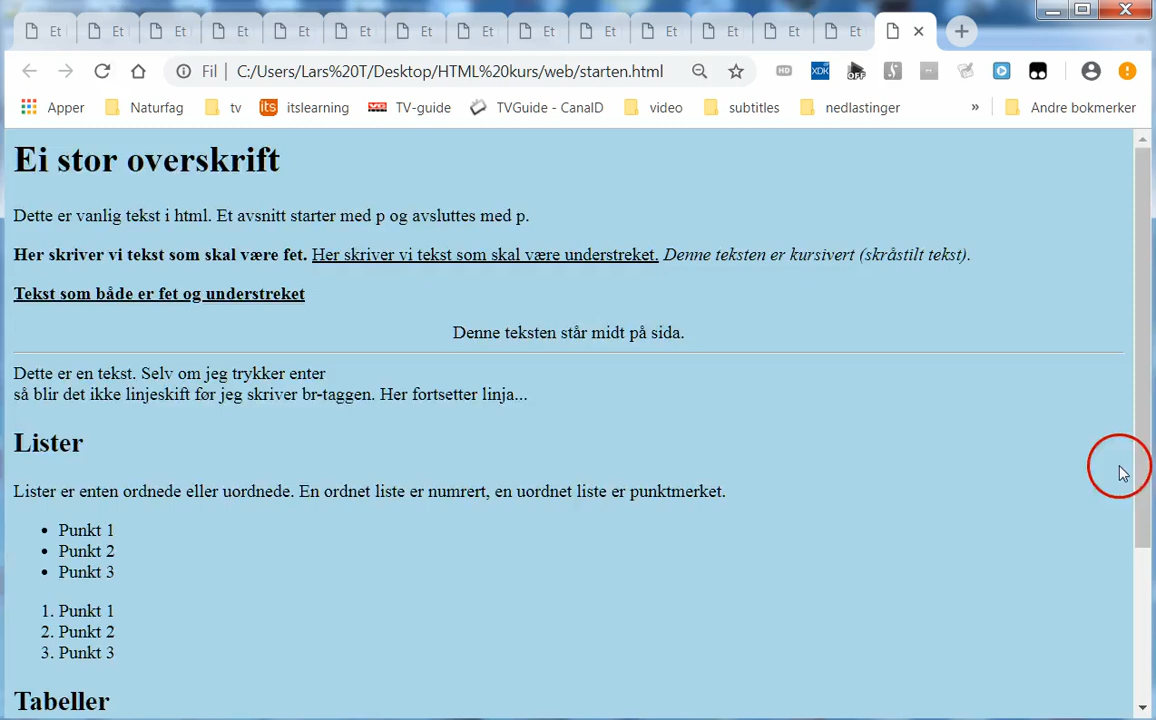 Et Et Et Et Et Et Et Et Et Et Et Et Et Et
Fil C:/Users/Lars%20T/Desktop/HTML%20kurs/web/starten.html HD XDK OFF
Apper Naturfag tv its itslearning TV-guide TVGuide - CanalD video subtitles nedlastinger » Andre bokmerker
Ei stor overskrift
Dette er vanlig tekst i html. Et avsnitt starter med p og avsluttes med p.
Her skriver vi tekst som skal være fet. Her skriver vi tekst som skal være understreket. Denne teksten er kursivert (skråstilt tekst).
Tekst som både er fet og understreket
Denne teksten står midt på sida.
Dette er en tekst. Selv om jeg trykker enter
så blir det ikke linjeskift før jeg skriver br-taggen. Her fortsetter linja...
Lister
Lister er enten ordnede eller uordnede. En ordnet liste er numrert, en uordnet liste er punktmerket.
• Punkt 1
• Punkt 2
• Punkt 3
1. Punkt 1
2. Punkt 2
3. Punkt 3
Tabeller